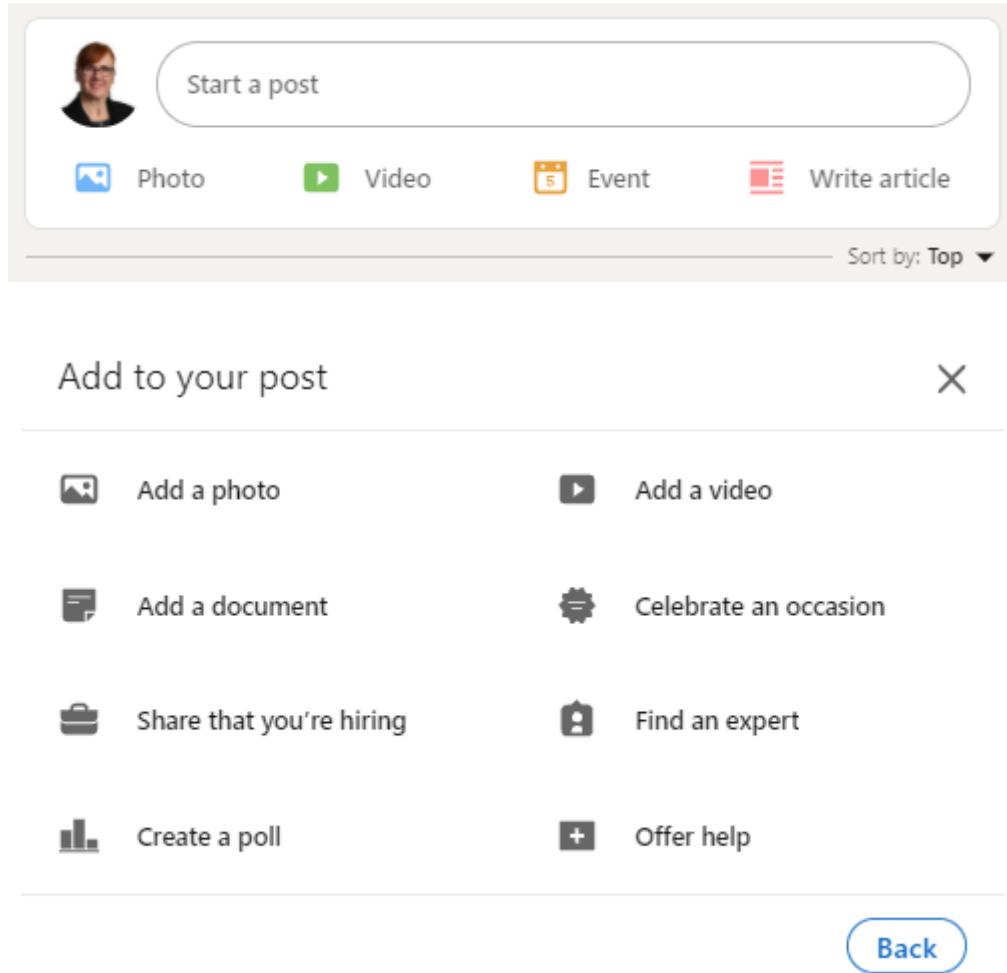 Start a post
Photo Video Event Write article
Sort by: Top
Add to your post
Add a photo Add a video
Add a document Celebrate an occasion
Share that you're hiring Find an expert
Create a poll Offer help
Back